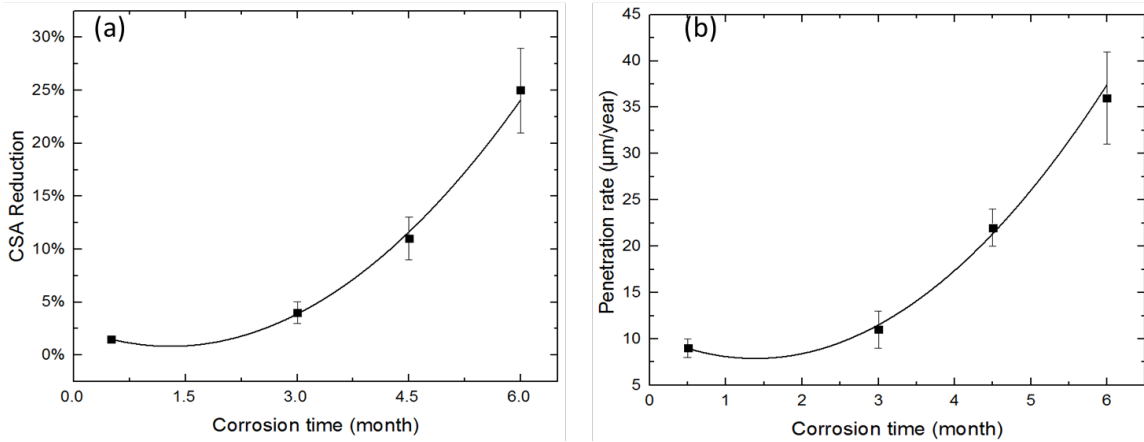 (a)
30%
25%
20%
15%
10%
5%
0%
CSA Reduction
0.0 1.5 3.0 4.5 6.0
Corrosion time (month)
(b)
45
40
35
30
25
20
15
10
5
Penetration rate (µm/year)
0 1 2 3 4 5 6
Corrosion time (month)